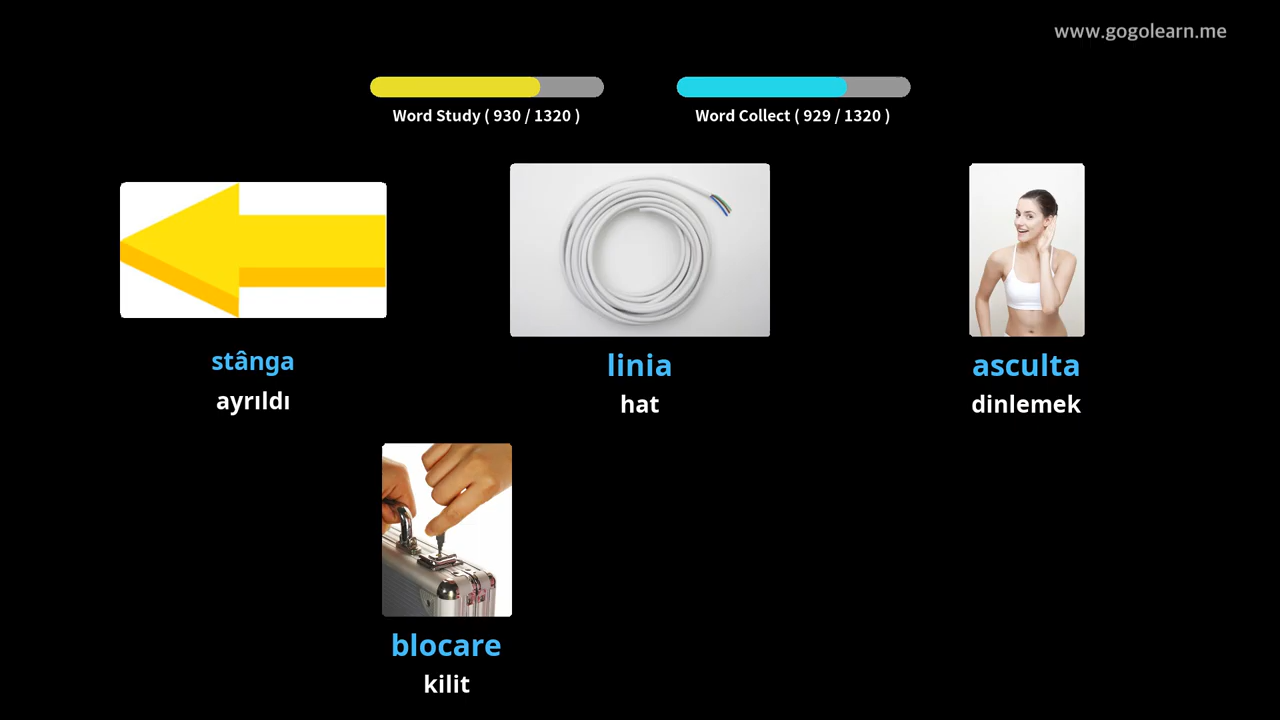 www.gogolearn.me
Word Study ( 930 / 1320 )
Word Collect ( 929 / 1320 )
stânga
ayrıldı
linia
hat
asculta
dinlemek
blocare
kilit